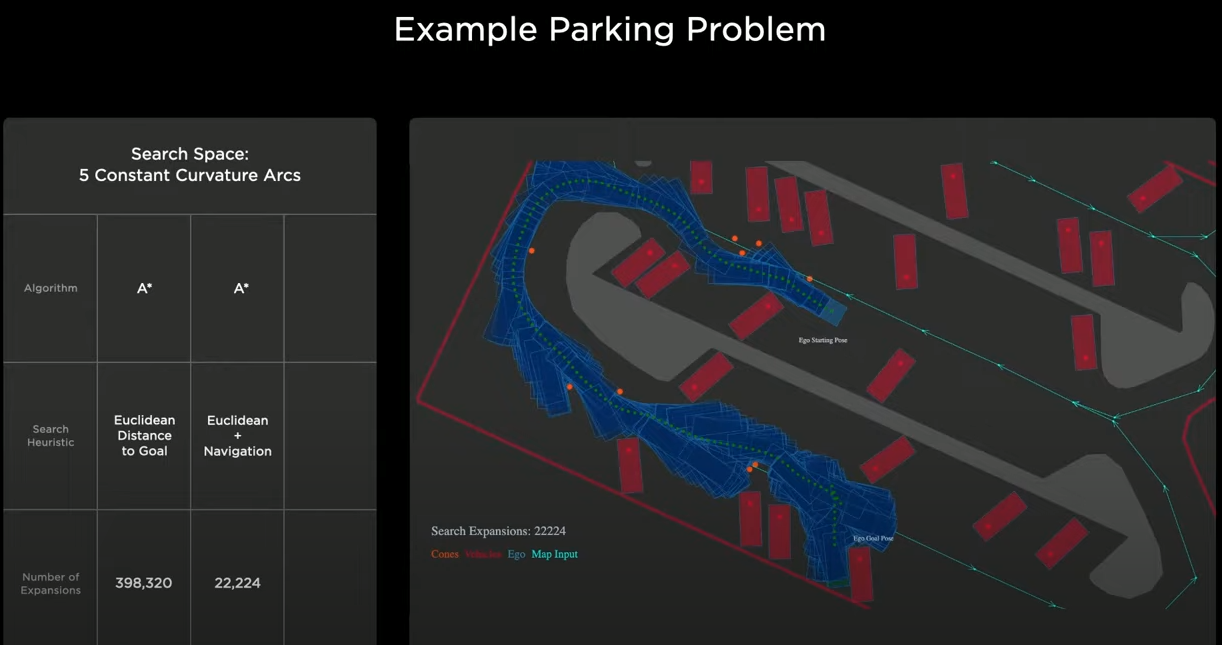 Example Parking Problem
Search Space:
5 Constant Curvature Arcs
Algorithm
A*
A*
Search
Heuristic
Euclidean
Distance
to Goal
Euclidean
+
Navigation
Number of
Expansions
398,320
22,224
Ego Starting Pose
Ego Goal Pose
Search Expansions: 22224
Cones Vehicles Ego Map Input